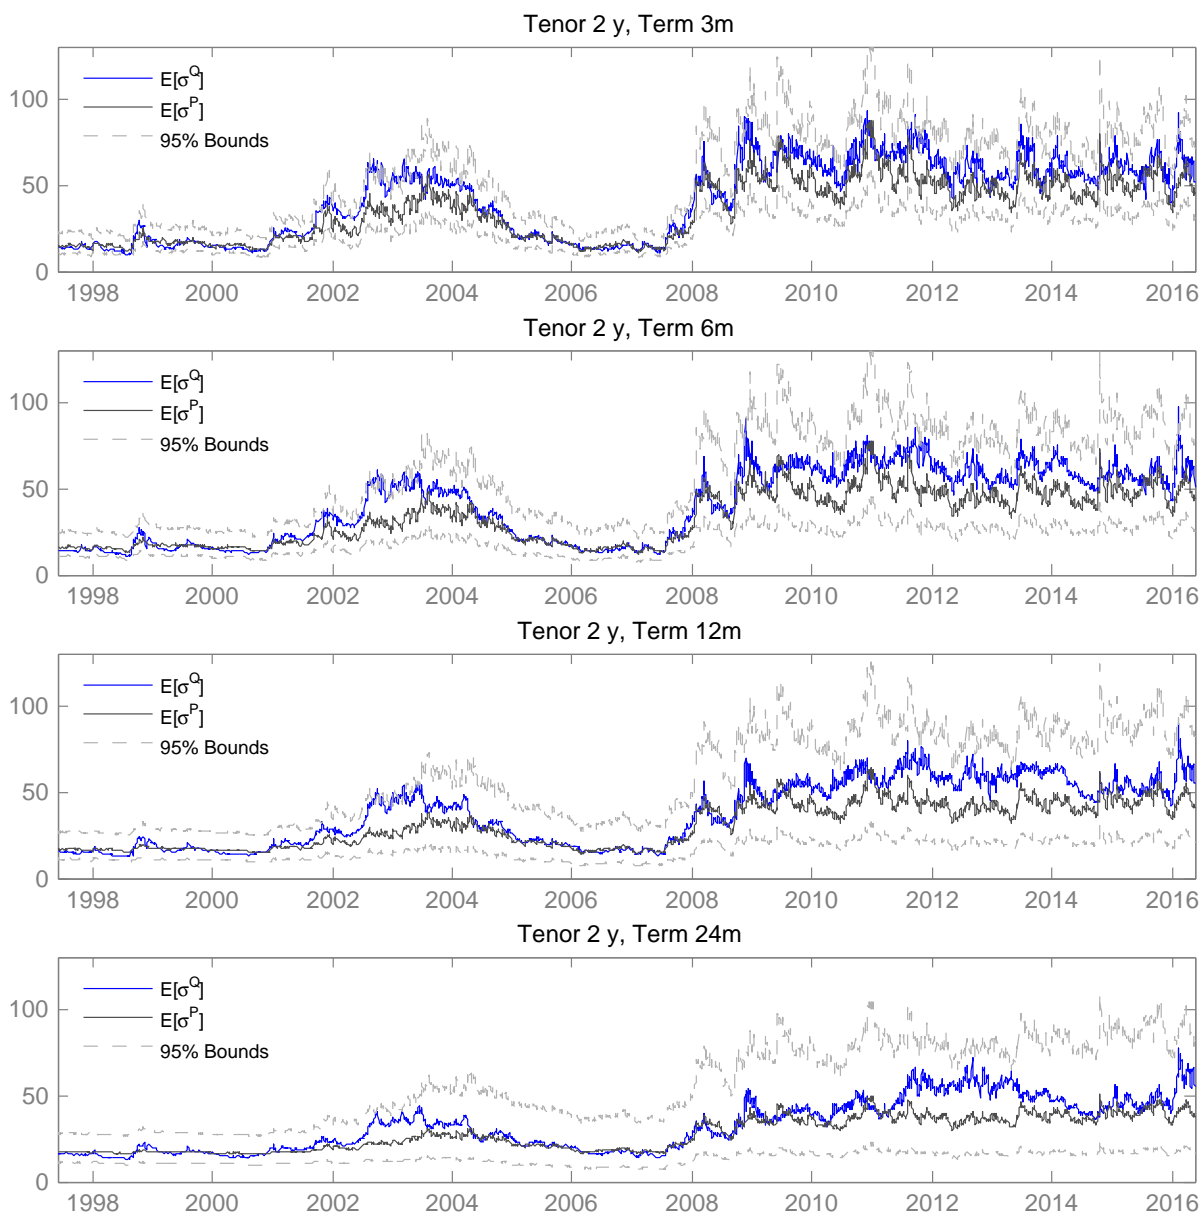 Tenor 2 y, Term 3m
E[σ^Q]
E[σ^P]
95% Bounds
100
50
0
1998 2000 2002 2004 2006 2008 2010 2012 2014 2016
Tenor 2 y, Term 6m
E[σ^Q]
E[σ^P]
95% Bounds
100
50
0
1998 2000 2002 2004 2006 2008 2010 2012 2014 2016
Tenor 2 y, Term 12m
E[σ^Q]
E[σ^P]
95% Bounds
100
50
0
1998 2000 2002 2004 2006 2008 2010 2012 2014 2016
Tenor 2 y, Term 24m
E[σ^Q]
E[σ^P]
95% Bounds
100
50
0
1998 2000 2002 2004 2006 2008 2010 2012 2014 2016